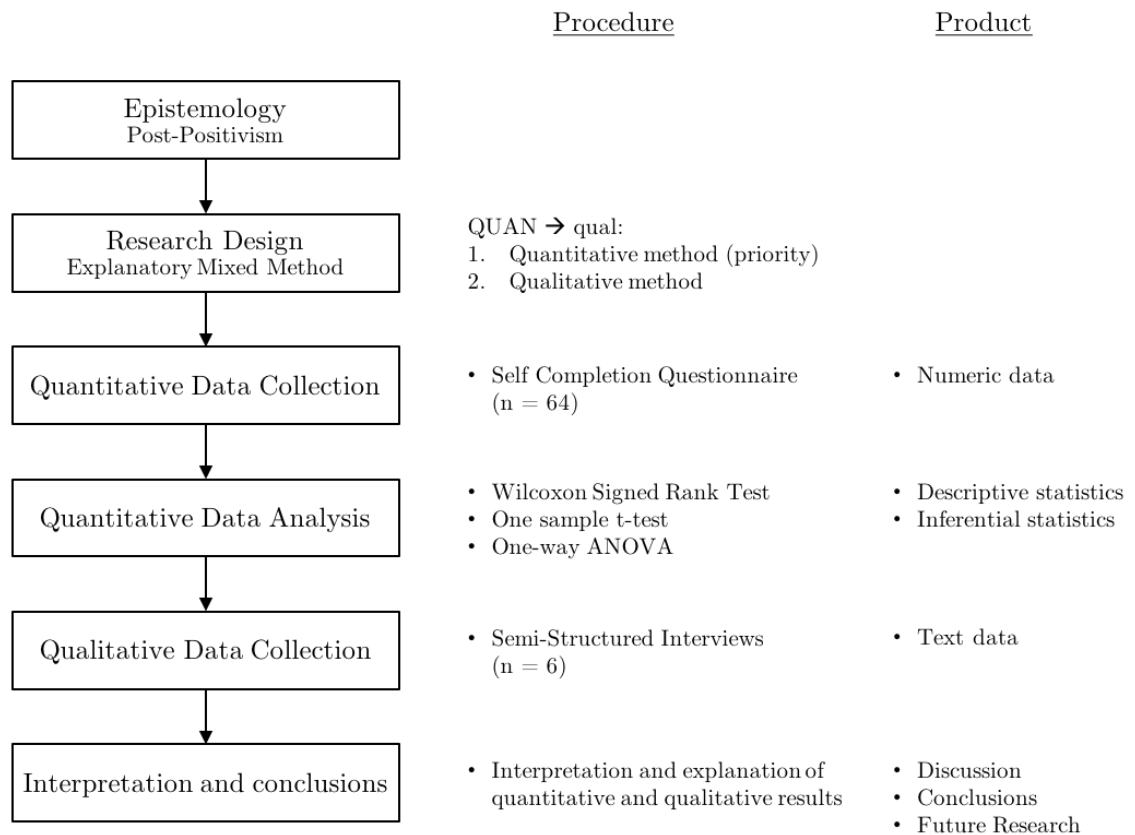 Procedure
Product
Epistemology
Post-Positivism
Research Design
Explanatory Mixed Method
QUAN → qual:
1. Quantitative method (priority)
2. Qualitative method
Quantitative Data Collection
• Self Completion Questionnaire
(n = 64)
• Numeric data
Quantitative Data Analysis
• Wilcoxon Signed Rank Test
• One sample t-test
• One-way ANOVA
• Descriptive statistics
• Inferential statistics
Qualitative Data Collection
• Semi-Structured Interviews
(n = 6)
• Text data
Interpretation and conclusions
• Interpretation and explanation of
quantitative and qualitative results
• Discussion
• Conclusions
• Future Research